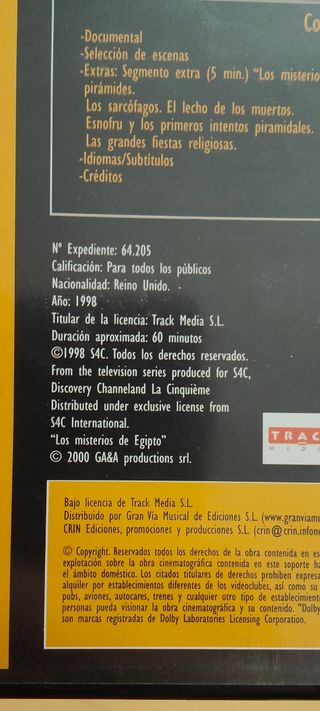 Co
-Documental
-Selección de escenas
-Extras: Segmento extra (5 min.) "Los misterio
pirámides.
Los sarcófagos. El lecho de los muertos.
Esnofru y los primeros intentos piramidales.
Las grandes fiestas religiosas.
-Idiomas/Subtítulos
-Créditos
Nº Expediente: 64.205
Calificación: Para todos los públicos
Nacionalidad: Reino Unido.
Año: 1998
Titular de la licencia: Track Media S.L.
Duración aproximada: 60 minutos
©1998 S4C. Todos los derechos reservados.
From the television series produced for S4C,
Discovery Channeland La Cinquième
Distributed under exclusive license from
S4C International.
"Los misterios de Egipto"
© 2000 GA&A productions srl.
TRAC
MEDI
Bajo licencia de Track Media S.L.
Distribuido por Gran Vía Musical de Ediciones S.L. (www.granviamu
CRIN Ediciones, promociones y producciones S.L. (crin@crin.infone
© Copyright. Reservados todos los derechos de la obra contenida en es
explotación sobre la obra cinematográfica contenida en este soporte ha
el ámbito doméstico. Los citados titulares de derechos prohiben expresa
alquiler por establecimientos diferentes de los videoclubes, así como su
pubs, aviones, autocares, trenes y cualquier otro tipo de establecimient
personas pueda visionar la obra cinematográfica y su contenido. "Dolby
son marcas registradas de Dolby Laboratories Licensing Corporation.